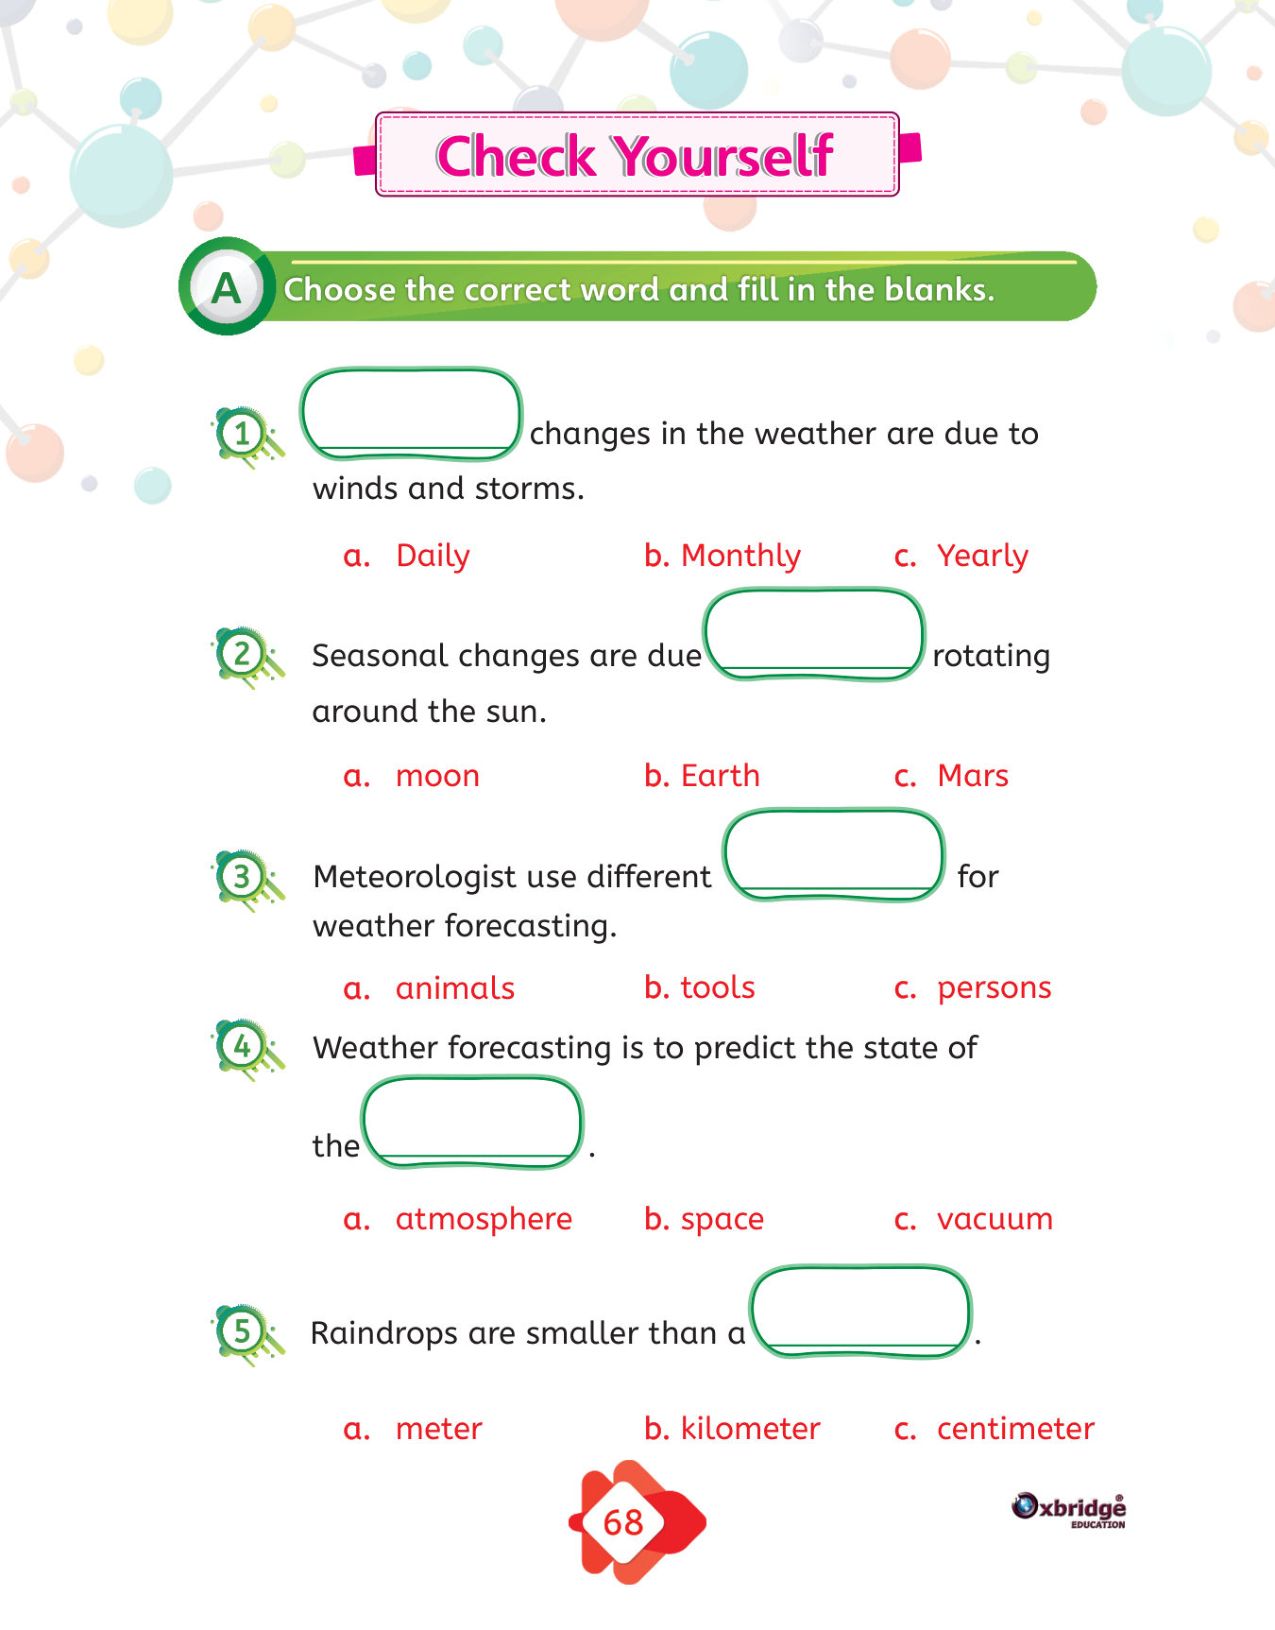 Check Yourself
A Choose the correct word and fill in the blanks.
1 changes in the weather are due to
winds and storms.
a. Daily b. Monthly c. Yearly
2 Seasonal changes are due rotating
around the sun.
a. moon b. Earth c. Mars
3 Meteorologist use different for
weather forecasting.
a. animals b. tools c. persons
4 Weather forecasting is to predict the state of
the .
a. atmosphere b. space c. vacuum
5 Raindrops are smaller than a .
a. meter b. kilometer c. centimeter
68
Oxbridge®
EDUCATION